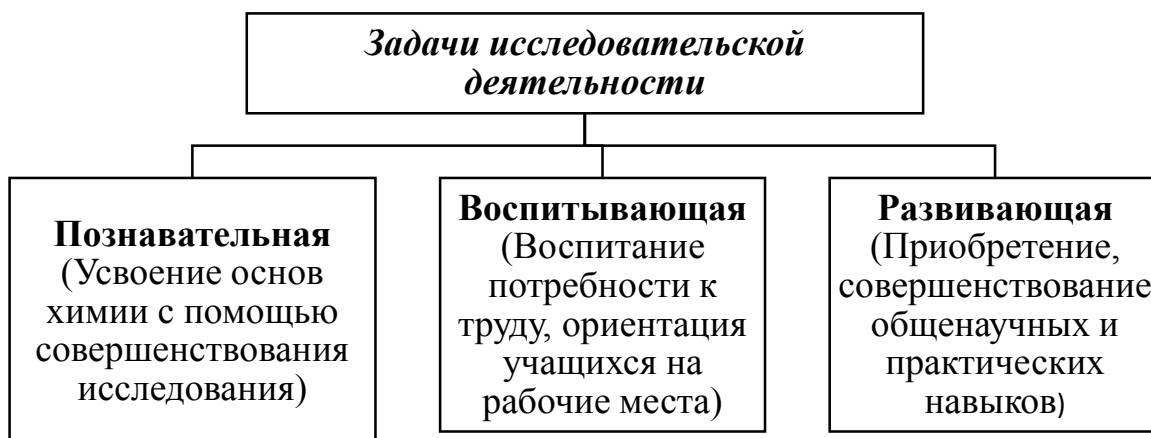 Задачи исследовательской
деятельности
Познавательная
(Усвоение основ
химии с помощью
совершенствования
исследования)
Воспитывающая
(Воспитание
потребности к
труду, ориентация
учащихся на
рабочие места)
Развивающая
(Приобретение,
совершенствование
общенаучных и
практических
навыков)